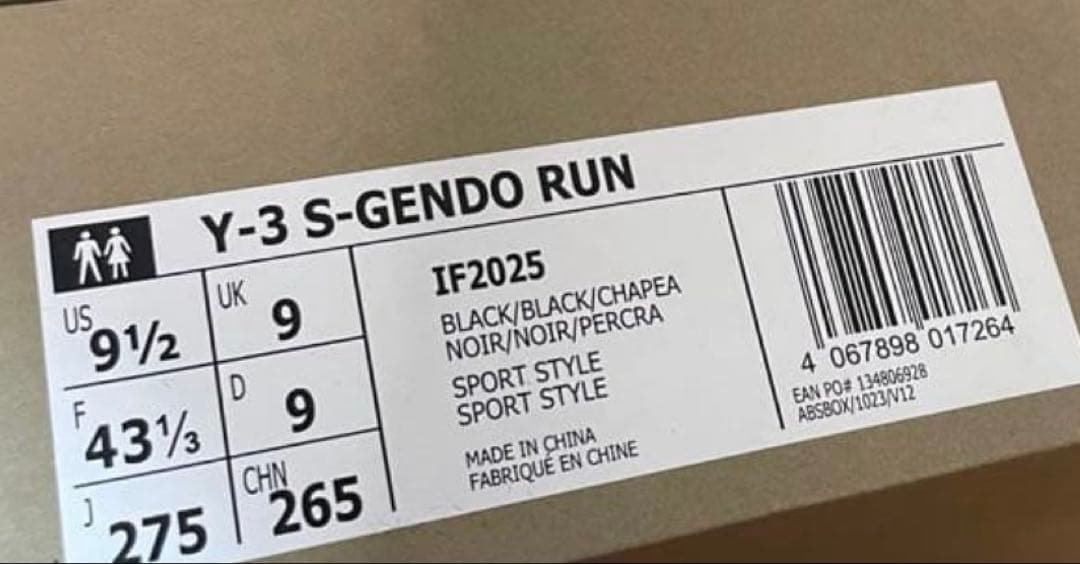 Y-3 S-GENDO RUN
US 9½
UK 9
F 43⅓
D 9
J 275
CHN 265
IF2025
BLACK/BLACK/CHAPEA
NOIR/NOIR/PERCRA
SPORT STYLE
SPORT STYLE
MADE IN CHINA
FABRIQUÉ EN CHINE
4 067898 017264
EAN PO# 134806928
ABSBOX/1023/V12